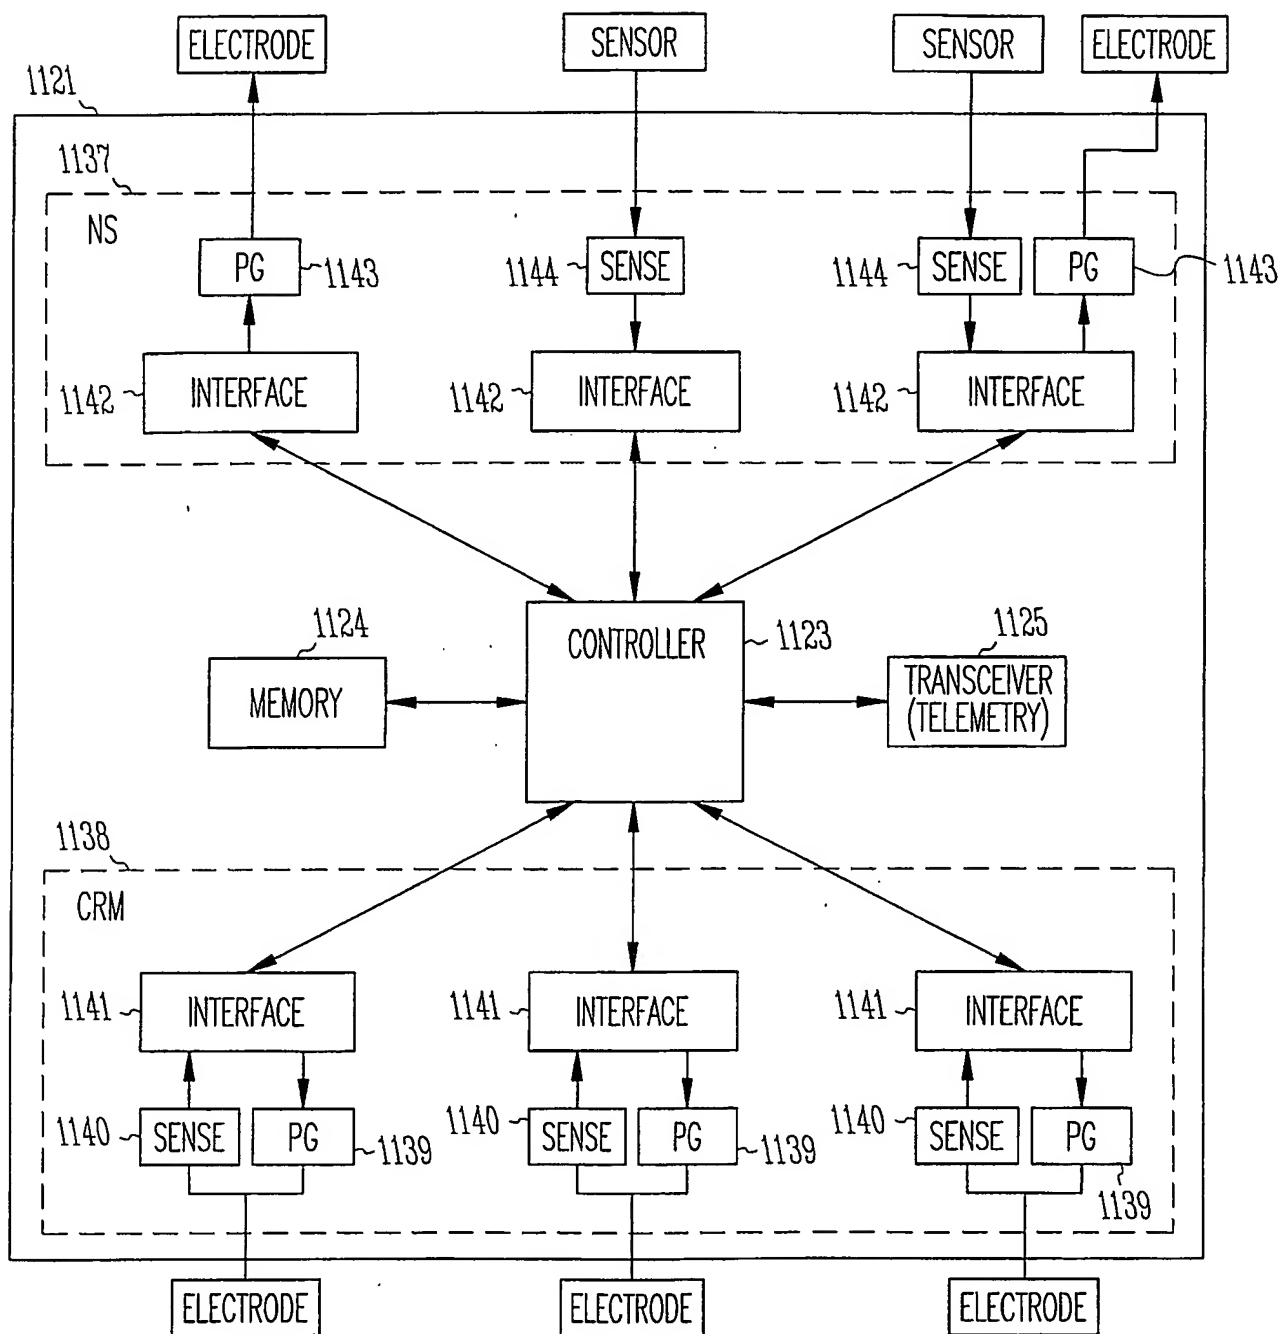 ELECTRODE
SENSOR
SENSOR
ELECTRODE
1121
1137
NS
PG
1143
1144
SENSE
1144
SENSE
PG
1143
1142
INTERFACE
1142
INTERFACE
1142
INTERFACE
1124
MEMORY
CONTROLLER
1123
1125
TRANSCEIVER
(TELEMETRY)
1138
CRM
1141
INTERFACE
1141
INTERFACE
1141
INTERFACE
1140
SENSE
PG
1139
1140
SENSE
PG
1139
1140
SENSE
PG
1139
ELECTRODE
ELECTRODE
ELECTRODE